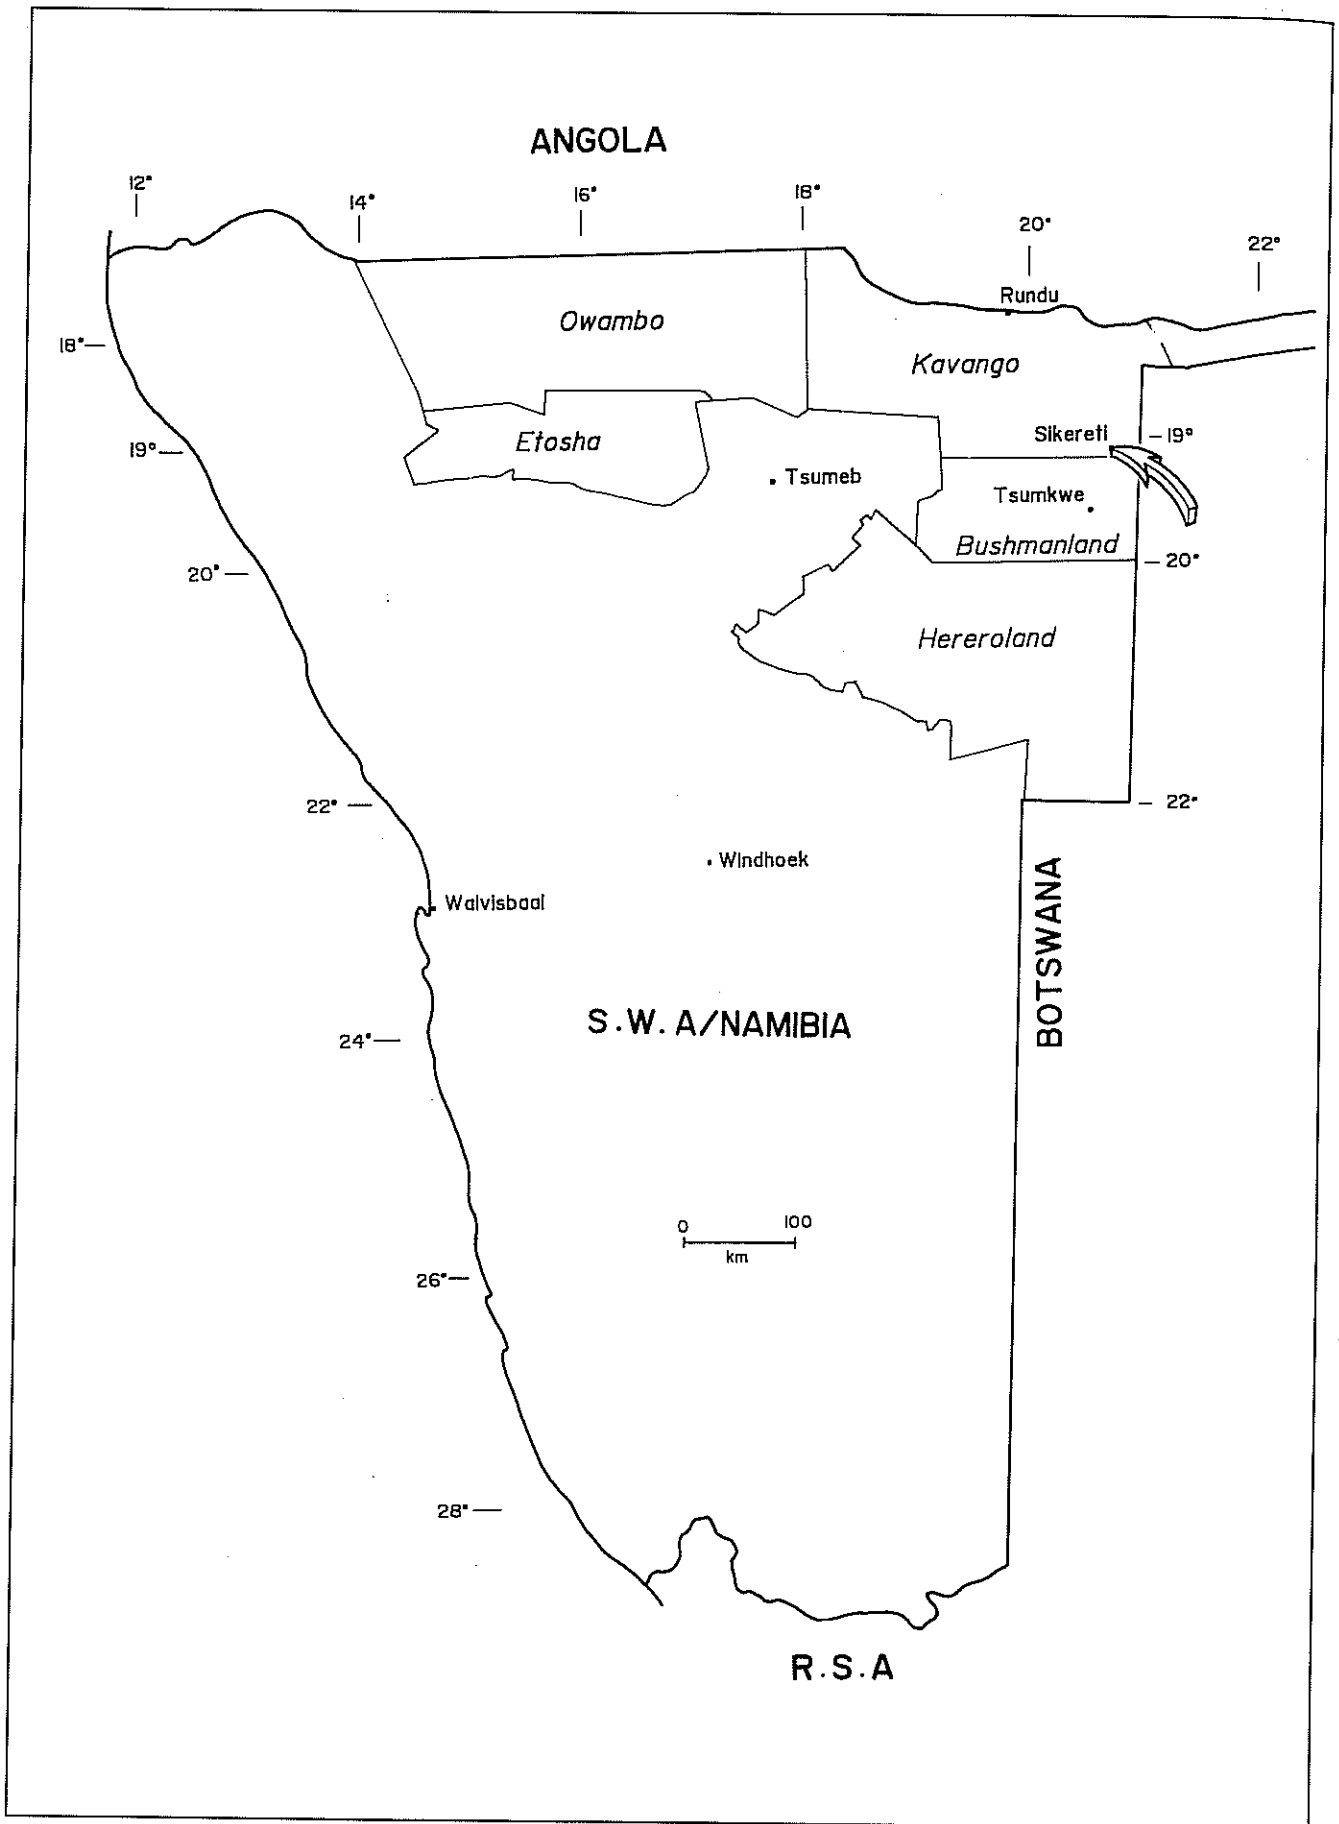 ANGOLA
12°
14°
16°
18°
20°
22°
Rundu
Owambo
18°
Kavango
Sikereti
19°
Etosha
19°
Tsumeb
Tsumkwe
Bushmanland
20°
20°
Hereroland
22°
22°
Windhoek
Walvisbaai
BOTSWANA
S.W.A/NAMIBIA
24°
0 100
km
26°
28°
R.S.A